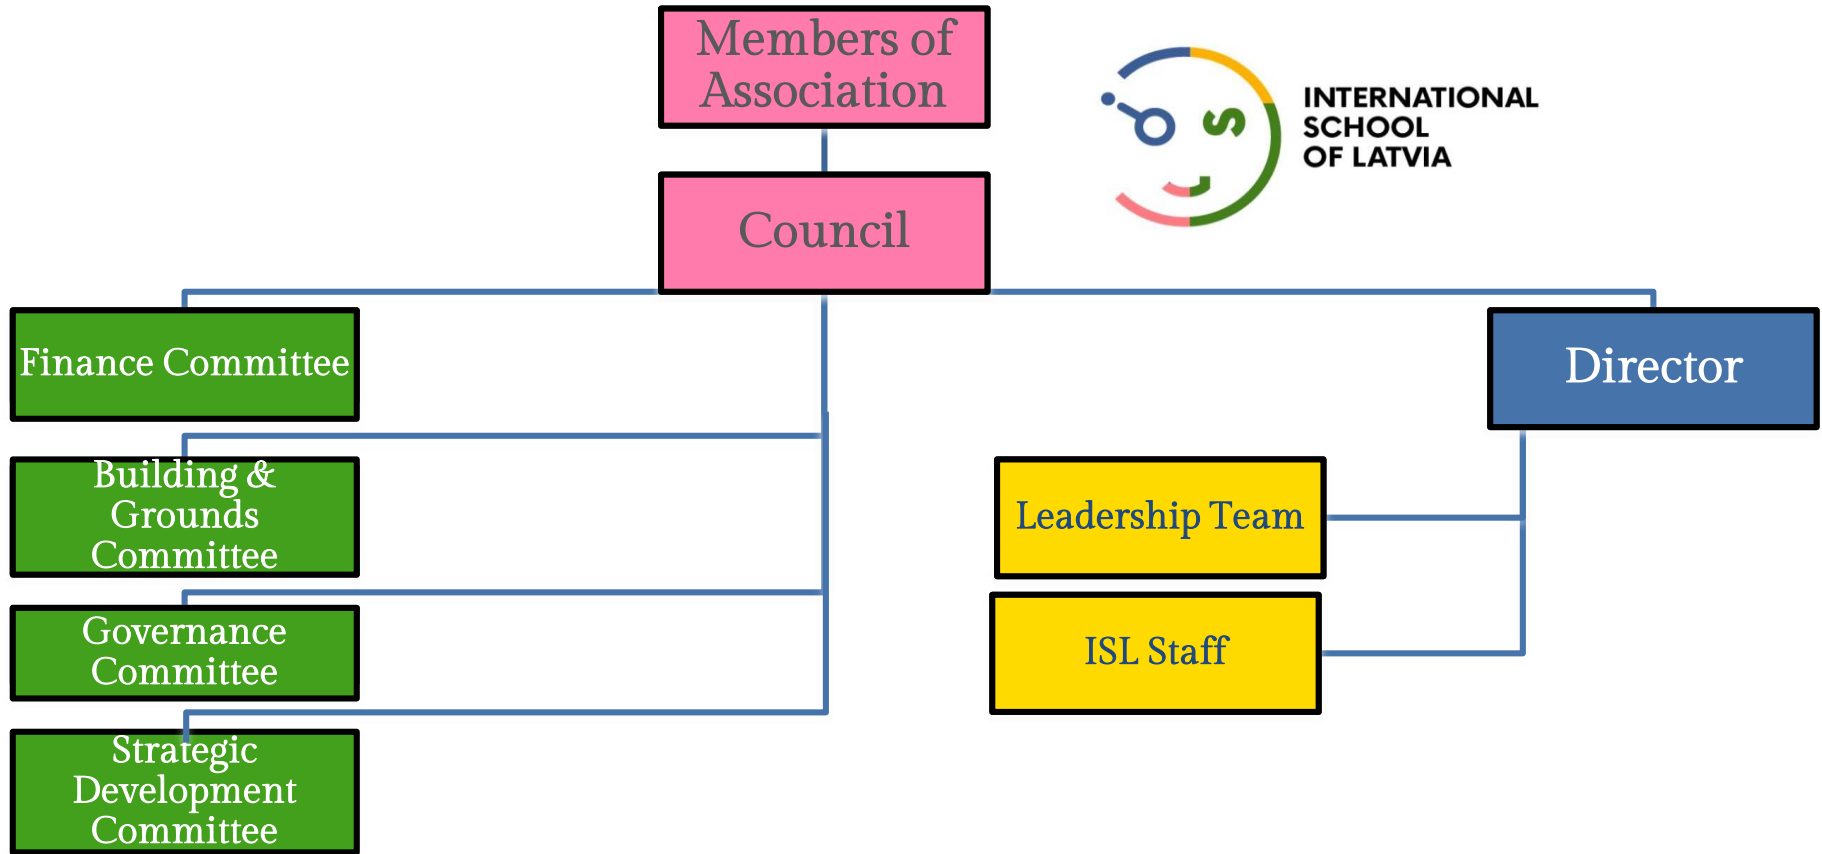 Members of
Association
INTERNATIONAL
SCHOOL
OF LATVIA
Council
Finance Committee
Director
Building &
Grounds
Committee
Leadership Team
Governance
Committee
ISL Staff
Strategic
Development
Committee